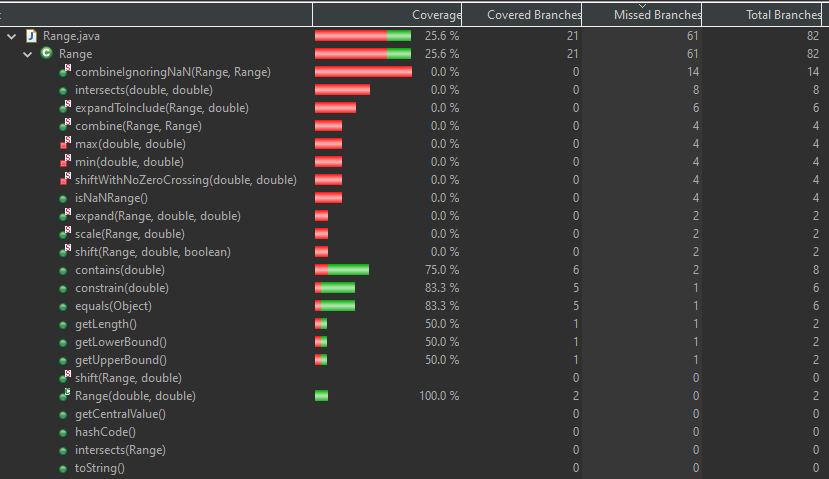 Coverage Covered Branches Missed Branches Total Branches
Range.java 25.6 % 21 61 82
Range 25.6 % 21 61 82
combineIgnoringNaN(Range, Range) 0.0 % 0 14 14
intersects(double, double) 0.0 % 0 8 8
expandToInclude(Range, double) 0.0 % 0 6 6
combine(Range, Range) 0.0 % 0 4 4
max(double, double) 0.0 % 0 4 4
min(double, double) 0.0 % 0 4 4
shiftWithNoZeroCrossing(double, double) 0.0 % 0 4 4
isNaNRange() 0.0 % 0 4 4
expand(Range, double, double) 0.0 % 0 2 2
scale(Range, double) 0.0 % 0 2 2
shift(Range, double, boolean) 0.0 % 0 2 2
contains(double) 75.0 % 6 2 8
constrain(double) 83.3 % 5 1 6
equals(Object) 83.3 % 5 1 6
getLength() 50.0 % 1 1 2
getLowerBound() 50.0 % 1 1 2
getUpperBound() 50.0 % 1 1 2
shift(Range, double) 0 0 0
Range(double, double) 100.0 % 2 0 2
getCentralValue() 0 0 0
hashCode() 0 0 0
intersects(Range) 0 0 0
toString() 0 0 0